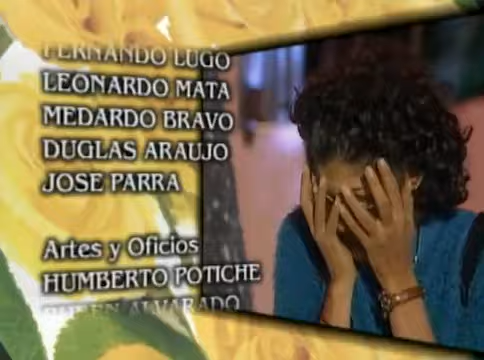 FERNANDO LUGO
LEONARDO MATA
MEDARDO BRAVO
DUGLAS ARAUJO
JOSE PARRA
Artes y Oficios
HUMBERTO POTICHE
ALVARADO